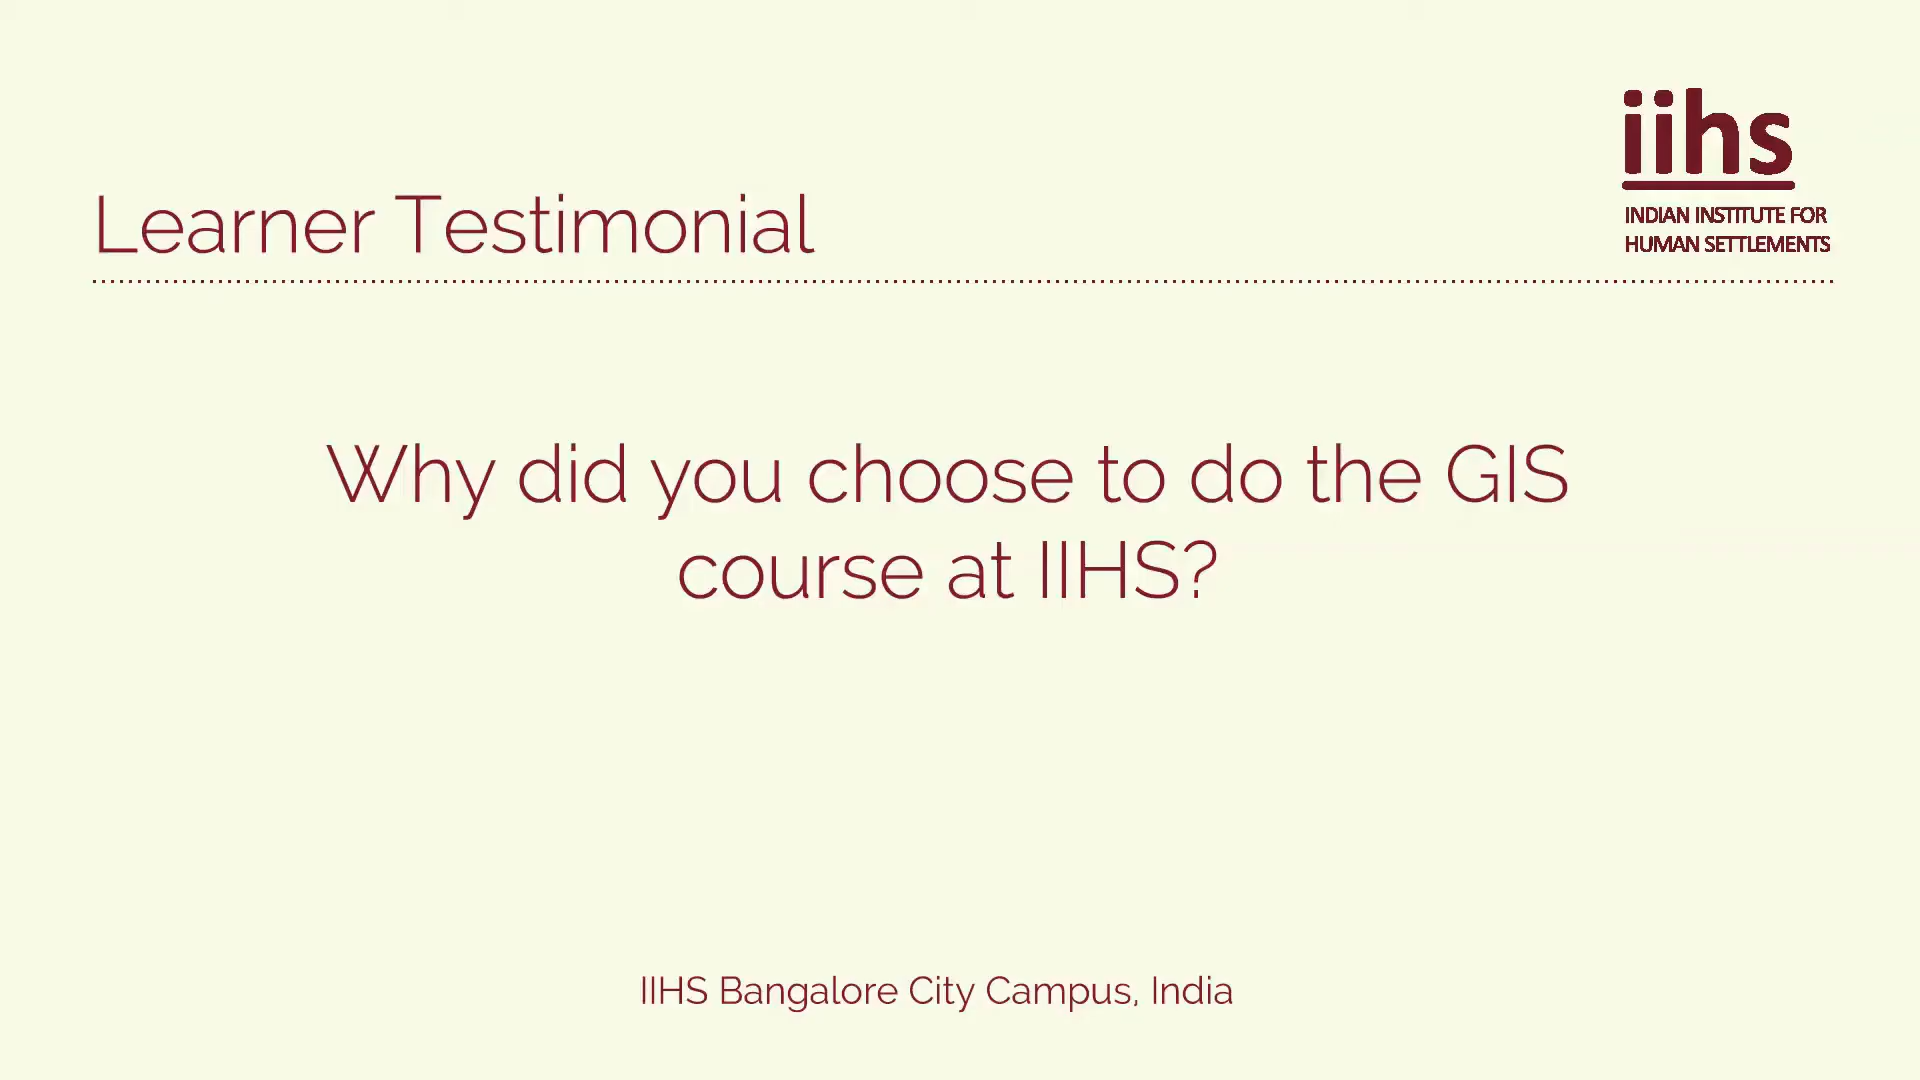 iihs
INDIAN INSTITUTE FOR
HUMAN SETTLEMENTS
Learner Testimonial
Why did you choose to do the GIS
course at IIHS?
IIHS Bangalore City Campus, India